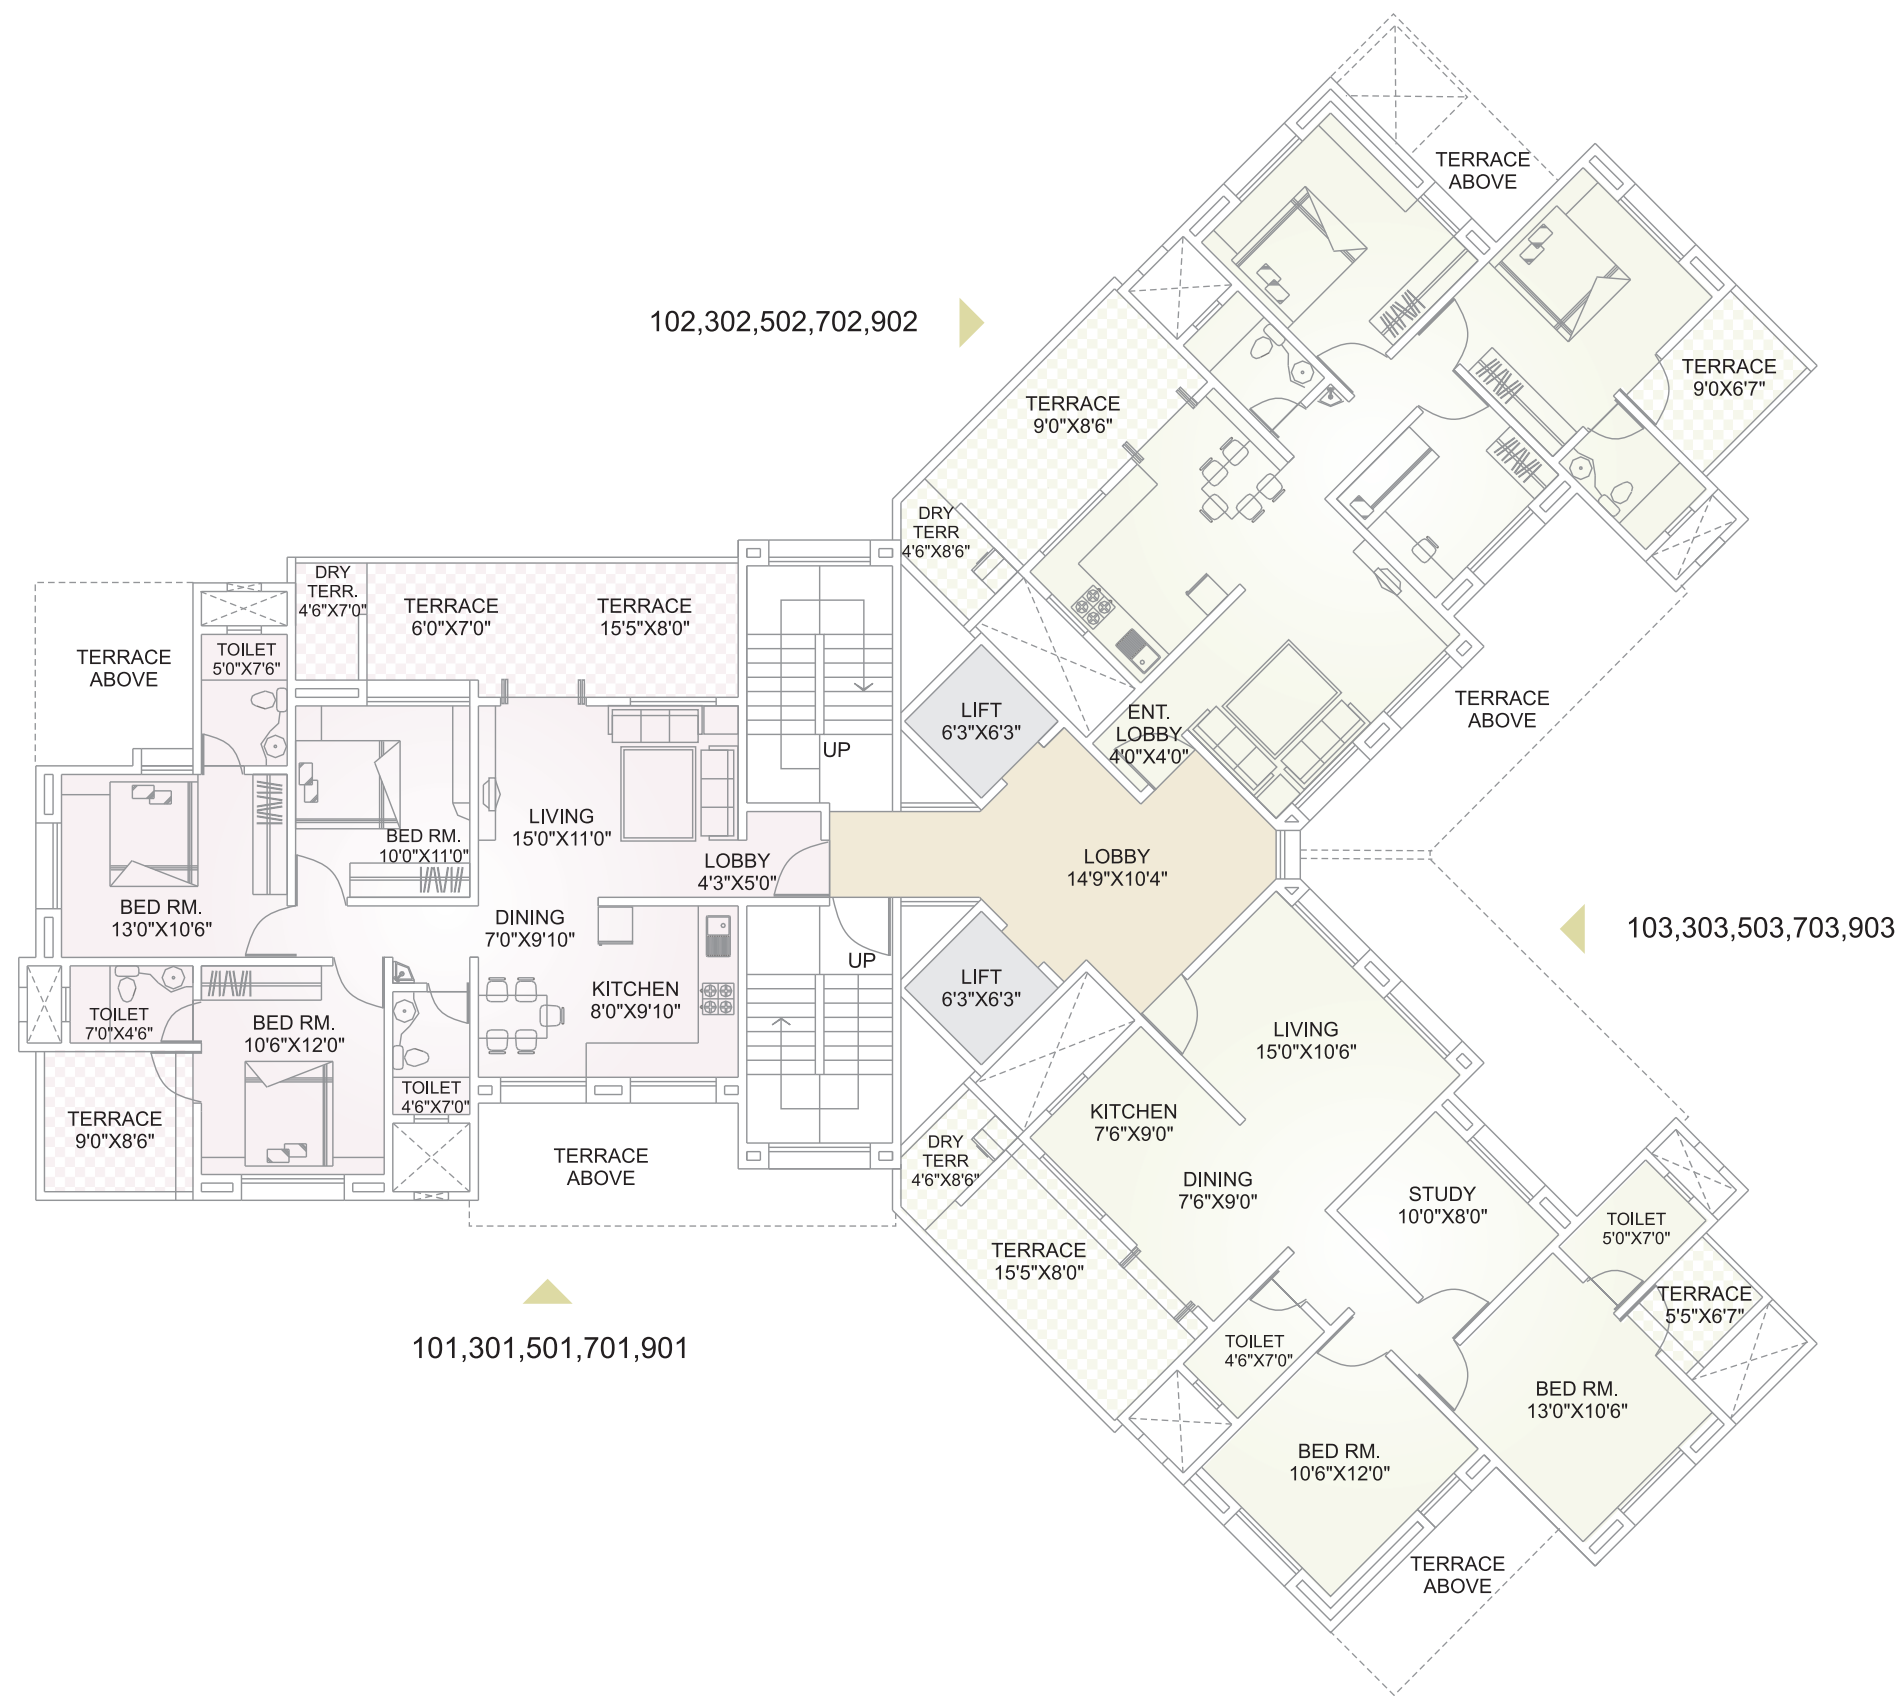 TERRACE
ABOVE
102,302,502,702,902
TERRACE
9'0X6'7"
TERRACE
9'0"X8'6"
DRY
TERR
4'6"X8'6"
DRY
TERR.
4'6"X7'0"
TERRACE
6'0"X7'0"
TERRACE
15'5"X8'0"
TOILET
5'0"X7'6"
TERRACE
ABOVE
LIFT
6'3"X6'3"
ENT.
LOBBY
4'0"X4'0"
TERRACE
ABOVE
UP
LIVING
15'0"X11'0"
BED RM.
10'0"X11'0"
LOBBY
4'3"X5'0"
LOBBY
14'9"X10'4"
BED RM.
13'0"X10'6"
DINING
7'0"X9'10"
103,303,503,703,903
UP
KITCHEN
8'0"X9'10"
LIFT
6'3"X6'3"
TOILET
7'0"X4'6"
BED RM.
10'6"X12'0"
LIVING
15'0"X10'6"
TOILET
4'6"X7'0"
TERRACE
9'0"X8'6"
KITCHEN
7'6"X9'0"
TERRACE
ABOVE
DRY
TERR
4'6"X8'6"
DINING
7'6"X9'0"
STUDY
10'0"X8'0"
TOILET
5'0"X7'0"
TERRACE
15'5"X8'0"
TERRACE
5'5"X6'7"
101,301,501,701,901
TOILET
4'6"X7'0"
BED RM.
13'0"X10'6"
BED RM.
10'6"X12'0"
TERRACE
ABOVE